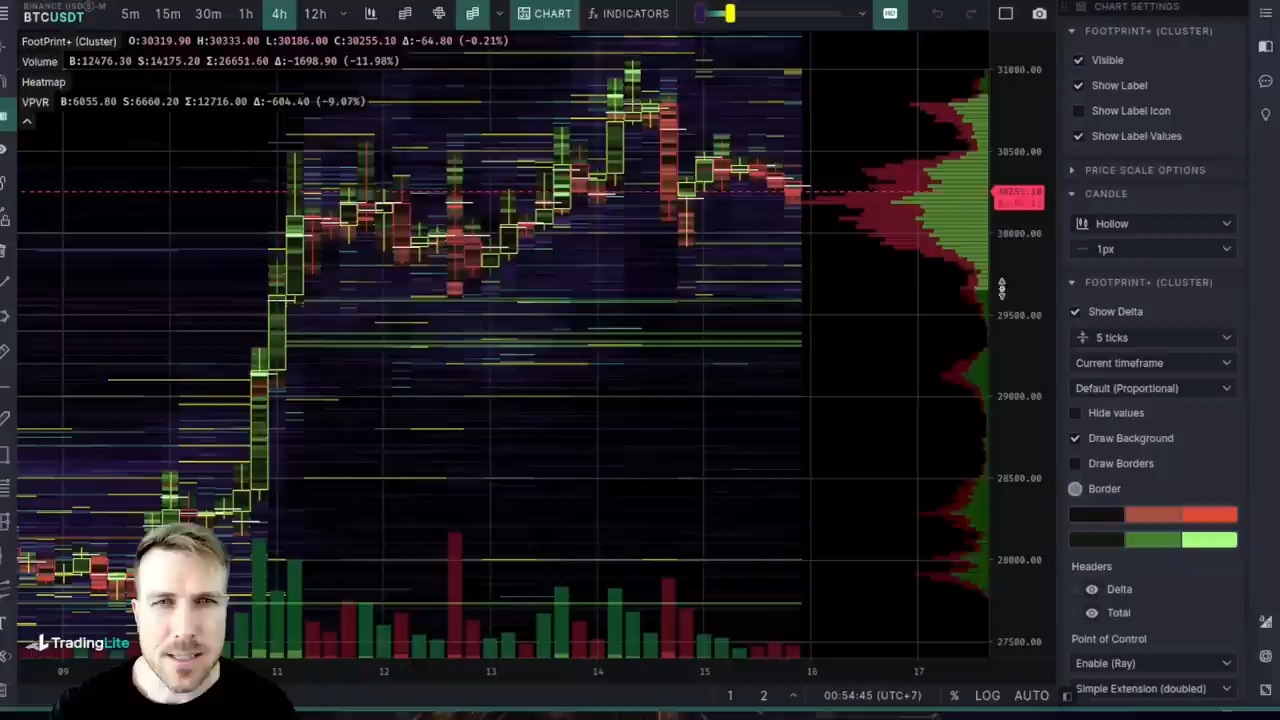 BINANCE USDⓈ-M
BTCUSDT
5m 15m 30m 1h 4h 12h
CHART
INDICATORS
HD
CHART SETTINGS
FootPrint+ (Cluster) O:30319.90 H:30333.00 L:30186.00 C:30255.10 Δ:-64.80 (-0.21%)
Volume B:12476.30 S:14175.20 Σ:26651.60 Δ:-1698.90 (-11.98%)
Heatmap
VPVR B:6055.80 S:6660.20 Σ:12716.00 Δ:-604.40 (-9.07%)
31000.00
30500.00
30255.10
30000.00
29500.00
29000.00
28500.00
28000.00
27500.00
FOOTPRINT+ (CLUSTER)
Visible
Show Label
Show Label Icon
Show Label Values
PRICE SCALE OPTIONS
CANDLE
Hollow
1px
FOOTPRINT+ (CLUSTER)
Show Delta
5 ticks
Current timeframe
Default (Proportional)
Hide values
Draw Background
Draw Borders
Border
Headers
Delta
Total
Point of Control
Enable (Ray)
Simple Extension (doubled)
TradingLite
09 11 12 13 14 15 16 17
1 2 00:54:45 (UTC+7) % LOG AUTO